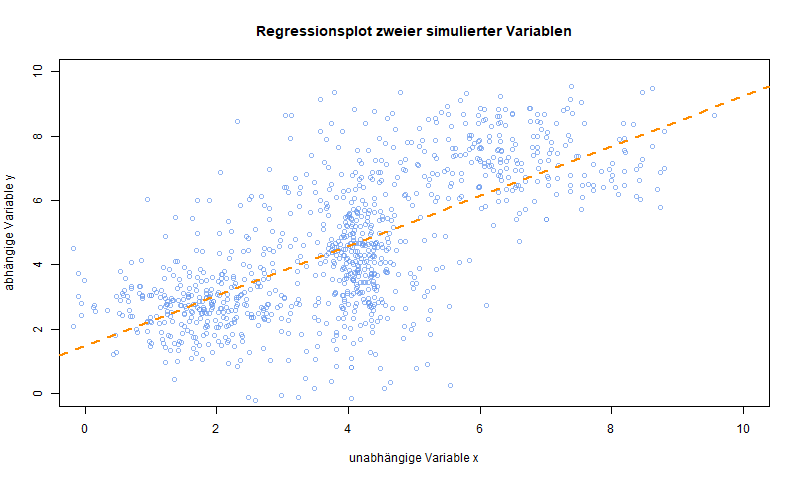 Regressionsplot zweier simulierter Variablen
abhängige Variable y
10
8
6
4
2
0
0 2 4 6 8 10
unabhängige Variable x